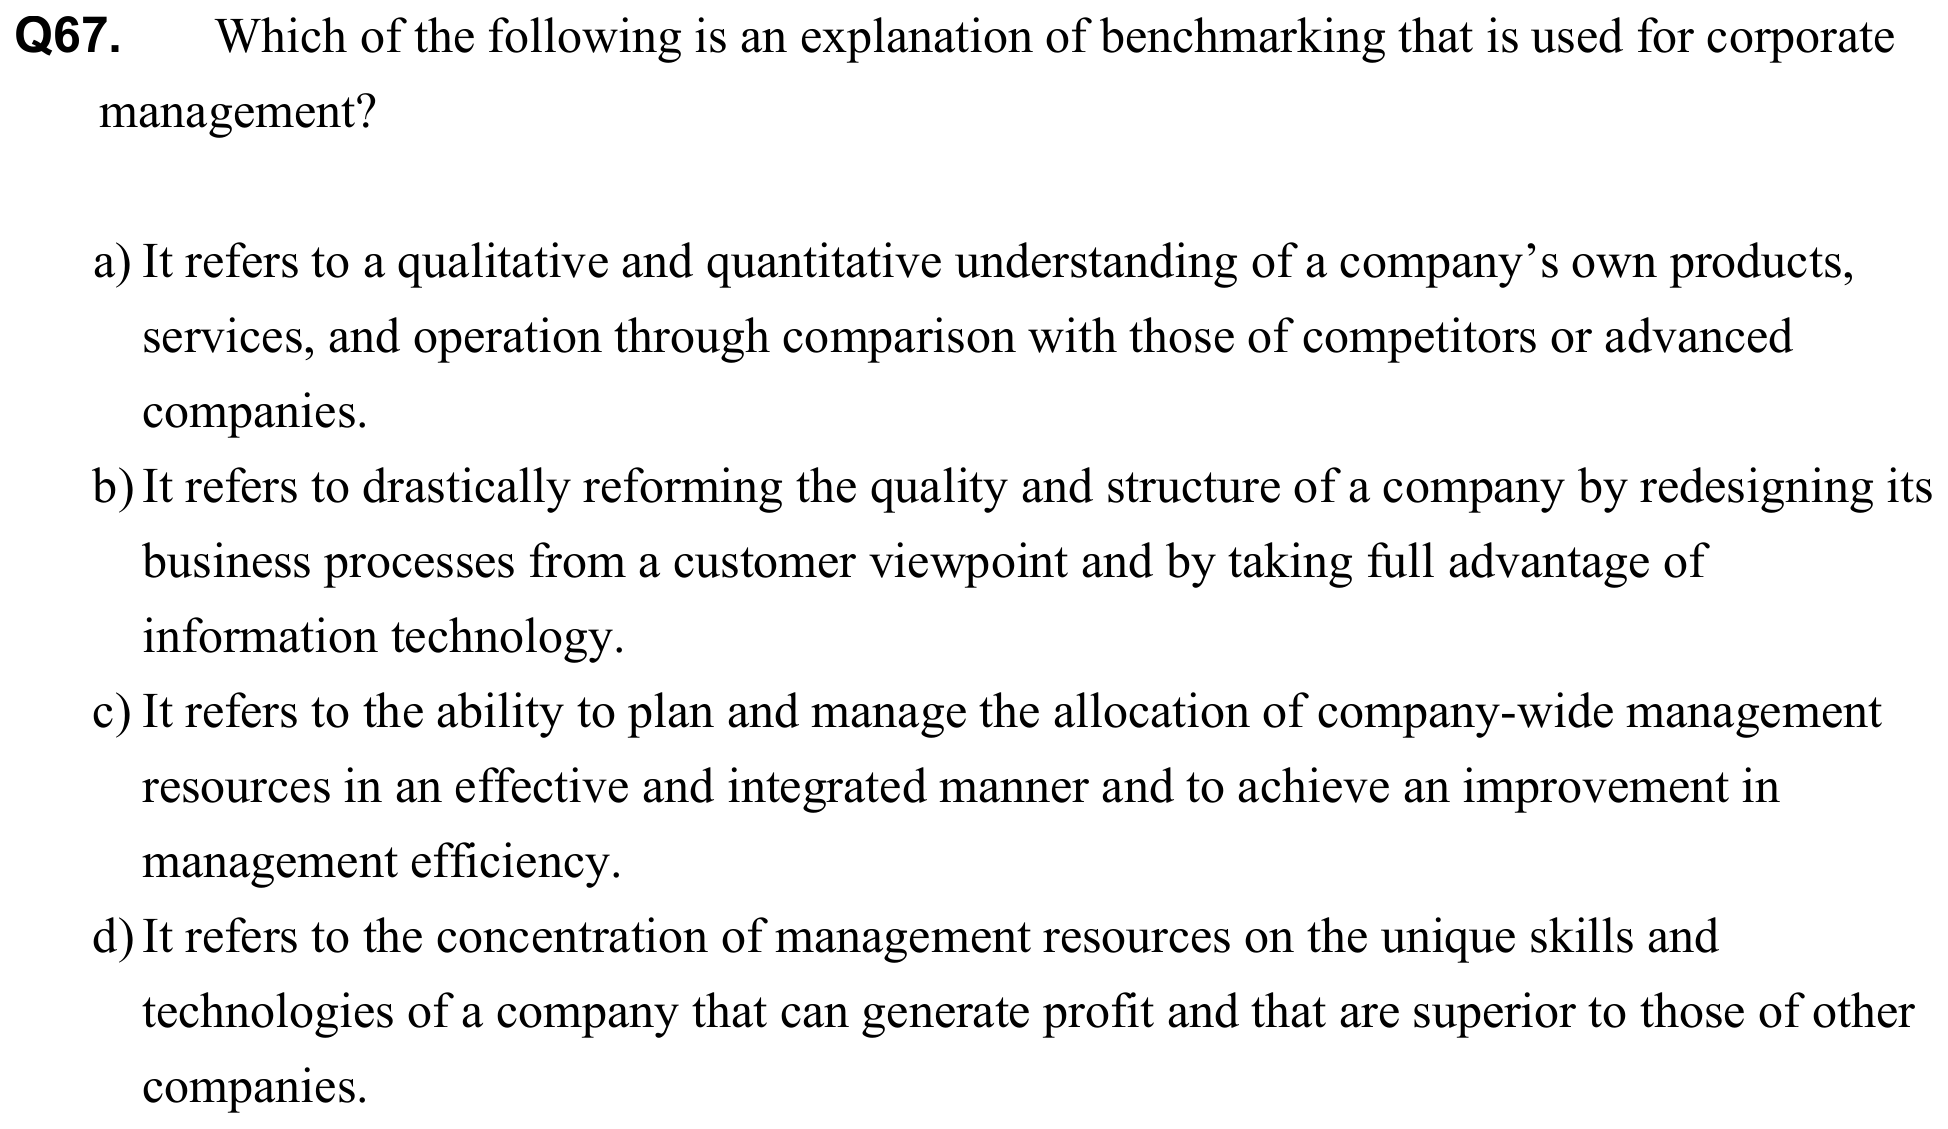 Q67. Which of the following is an explanation of benchmarking that is used for corporate
management?
a) It refers to a qualitative and quantitative understanding of a company’s own products,
services, and operation through comparison with those of competitors or advanced
companies.
b) It refers to drastically reforming the quality and structure of a company by redesigning its
business processes from a customer viewpoint and by taking full advantage of
information technology.
c) It refers to the ability to plan and manage the allocation of company-wide management
resources in an effective and integrated manner and to achieve an improvement in
management efficiency.
d) It refers to the concentration of management resources on the unique skills and
technologies of a company that can generate profit and that are superior to those of other
companies.